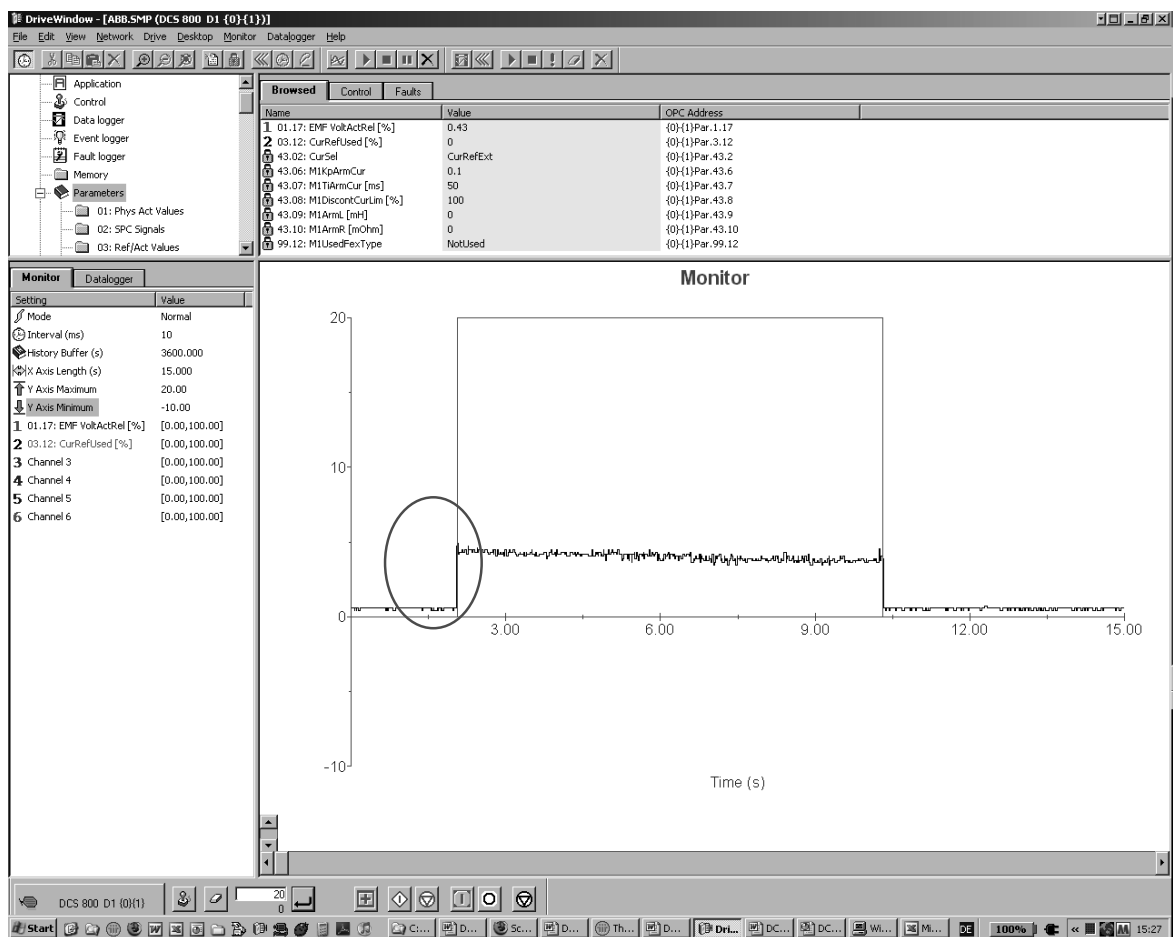 DriveWindow - [ABB.SMP (DCS 800 D1 {0}{1})]
File Edit View Network Drive Desktop Monitor Datalogger Help
Application
Control
Data logger
Event logger
Fault logger
Memory
Parameters
01: Phys Act Values
02: SPC Signals
03: Ref/Act Values
Browsed Control Faults
Name Value OPC Address
1 01.17: EMF VoltActRel [%] 0.43 {0}{1}Par.1.17
2 03.12: CurRefUsed [%] 0 {0}{1}Par.3.12
43.02: CurSel CurRefExt {0}{1}Par.43.2
43.06: M1KpArmCur 0.1 {0}{1}Par.43.6
43.07: M1TiArmCur [ms] 50 {0}{1}Par.43.7
43.08: M1DiscontCurLim [%] 100 {0}{1}Par.43.8
43.09: M1ArmL [mH] 0 {0}{1}Par.43.9
43.10: M1ArmR [mOhm] 0 {0}{1}Par.43.10
99.12: M1UsedFexType NotUsed {0}{1}Par.99.12
Monitor Datalogger
Setting Value
Mode Normal
Interval (ms) 10
History Buffer (s) 3600.000
X Axis Length (s) 15.000
Y Axis Maximum 20.00
Y Axis Minimum -10.00
1 01.17: EMF VoltActRel [%] [0.00,100.00]
2 03.12: CurRefUsed [%] [0.00,100.00]
3 Channel 3 [0.00,100.00]
4 Channel 4 [0.00,100.00]
5 Channel 5 [0.00,100.00]
6 Channel 6 [0.00,100.00]
Monitor
20
10
0
-10
3.00 6.00 9.00 12.00 15.00
Time (s)
DCS 800 D1 {0}{1}
20
0
Start C:... D... Sc... D... Th... D... Dri... DC... DC... Wi... Mi... DE 100% « 15:27